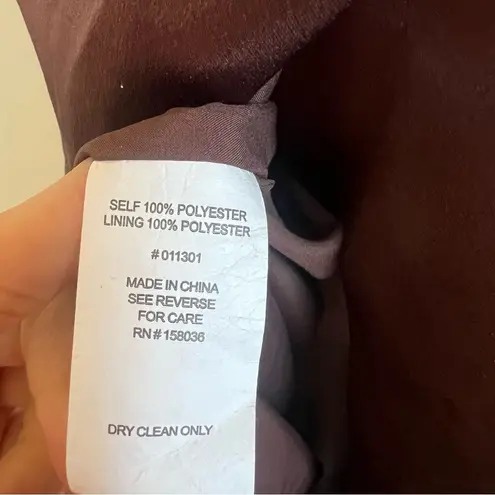 SELF 100% POLYESTER
LINING 100% POLYESTER
# 011301
MADE IN CHINA
SEE REVERSE
FOR CARE
RN # 158036
DRY CLEAN ONLY